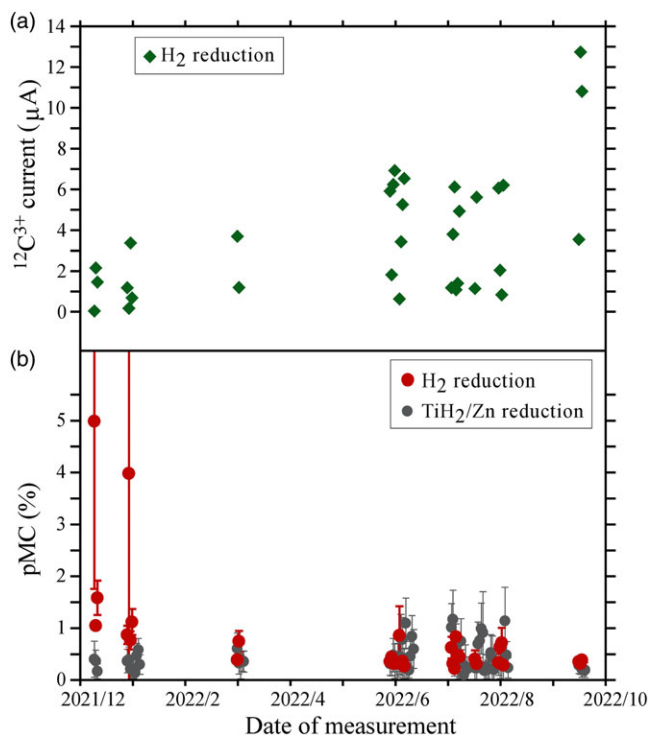 (a)
14
12
10
8
6
4
2
0
¹²C³⁺ current (μA)
H₂ reduction
(b)
5
4
3
2
1
0
pMC (%)
H₂ reduction
TiH₂/Zn reduction
2021/12 2022/2 2022/4 2022/6 2022/8 2022/10
Date of measurement